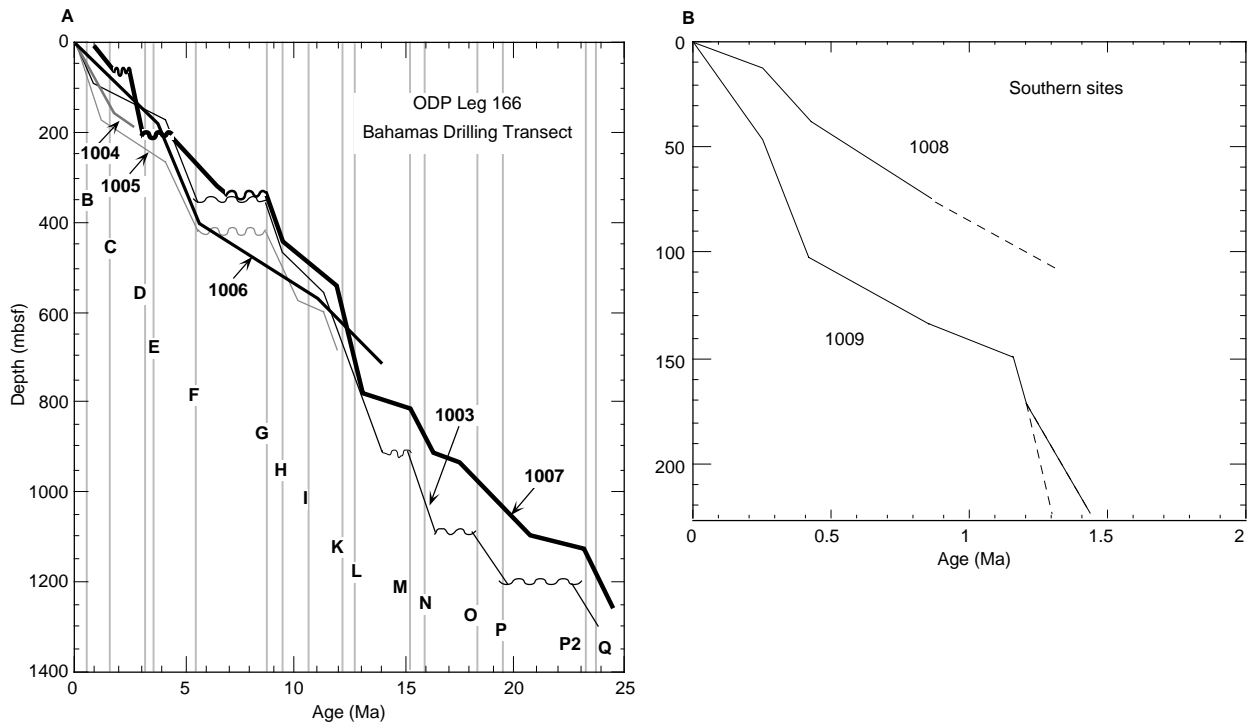 A
ODP Leg 166
Bahamas Drilling Transect
1004
1005
1006
1003
1007
B
C
D
E
F
G
H
I
K
L
M
N
O
P
P2
Q
0
200
400
600
800
1000
1200
1400
Depth (mbsf)
0
5
10
15
20
25
Age (Ma)
B
Southern sites
1008
1009
0
50
100
150
200
0
0.5
1
1.5
2
Age (Ma)